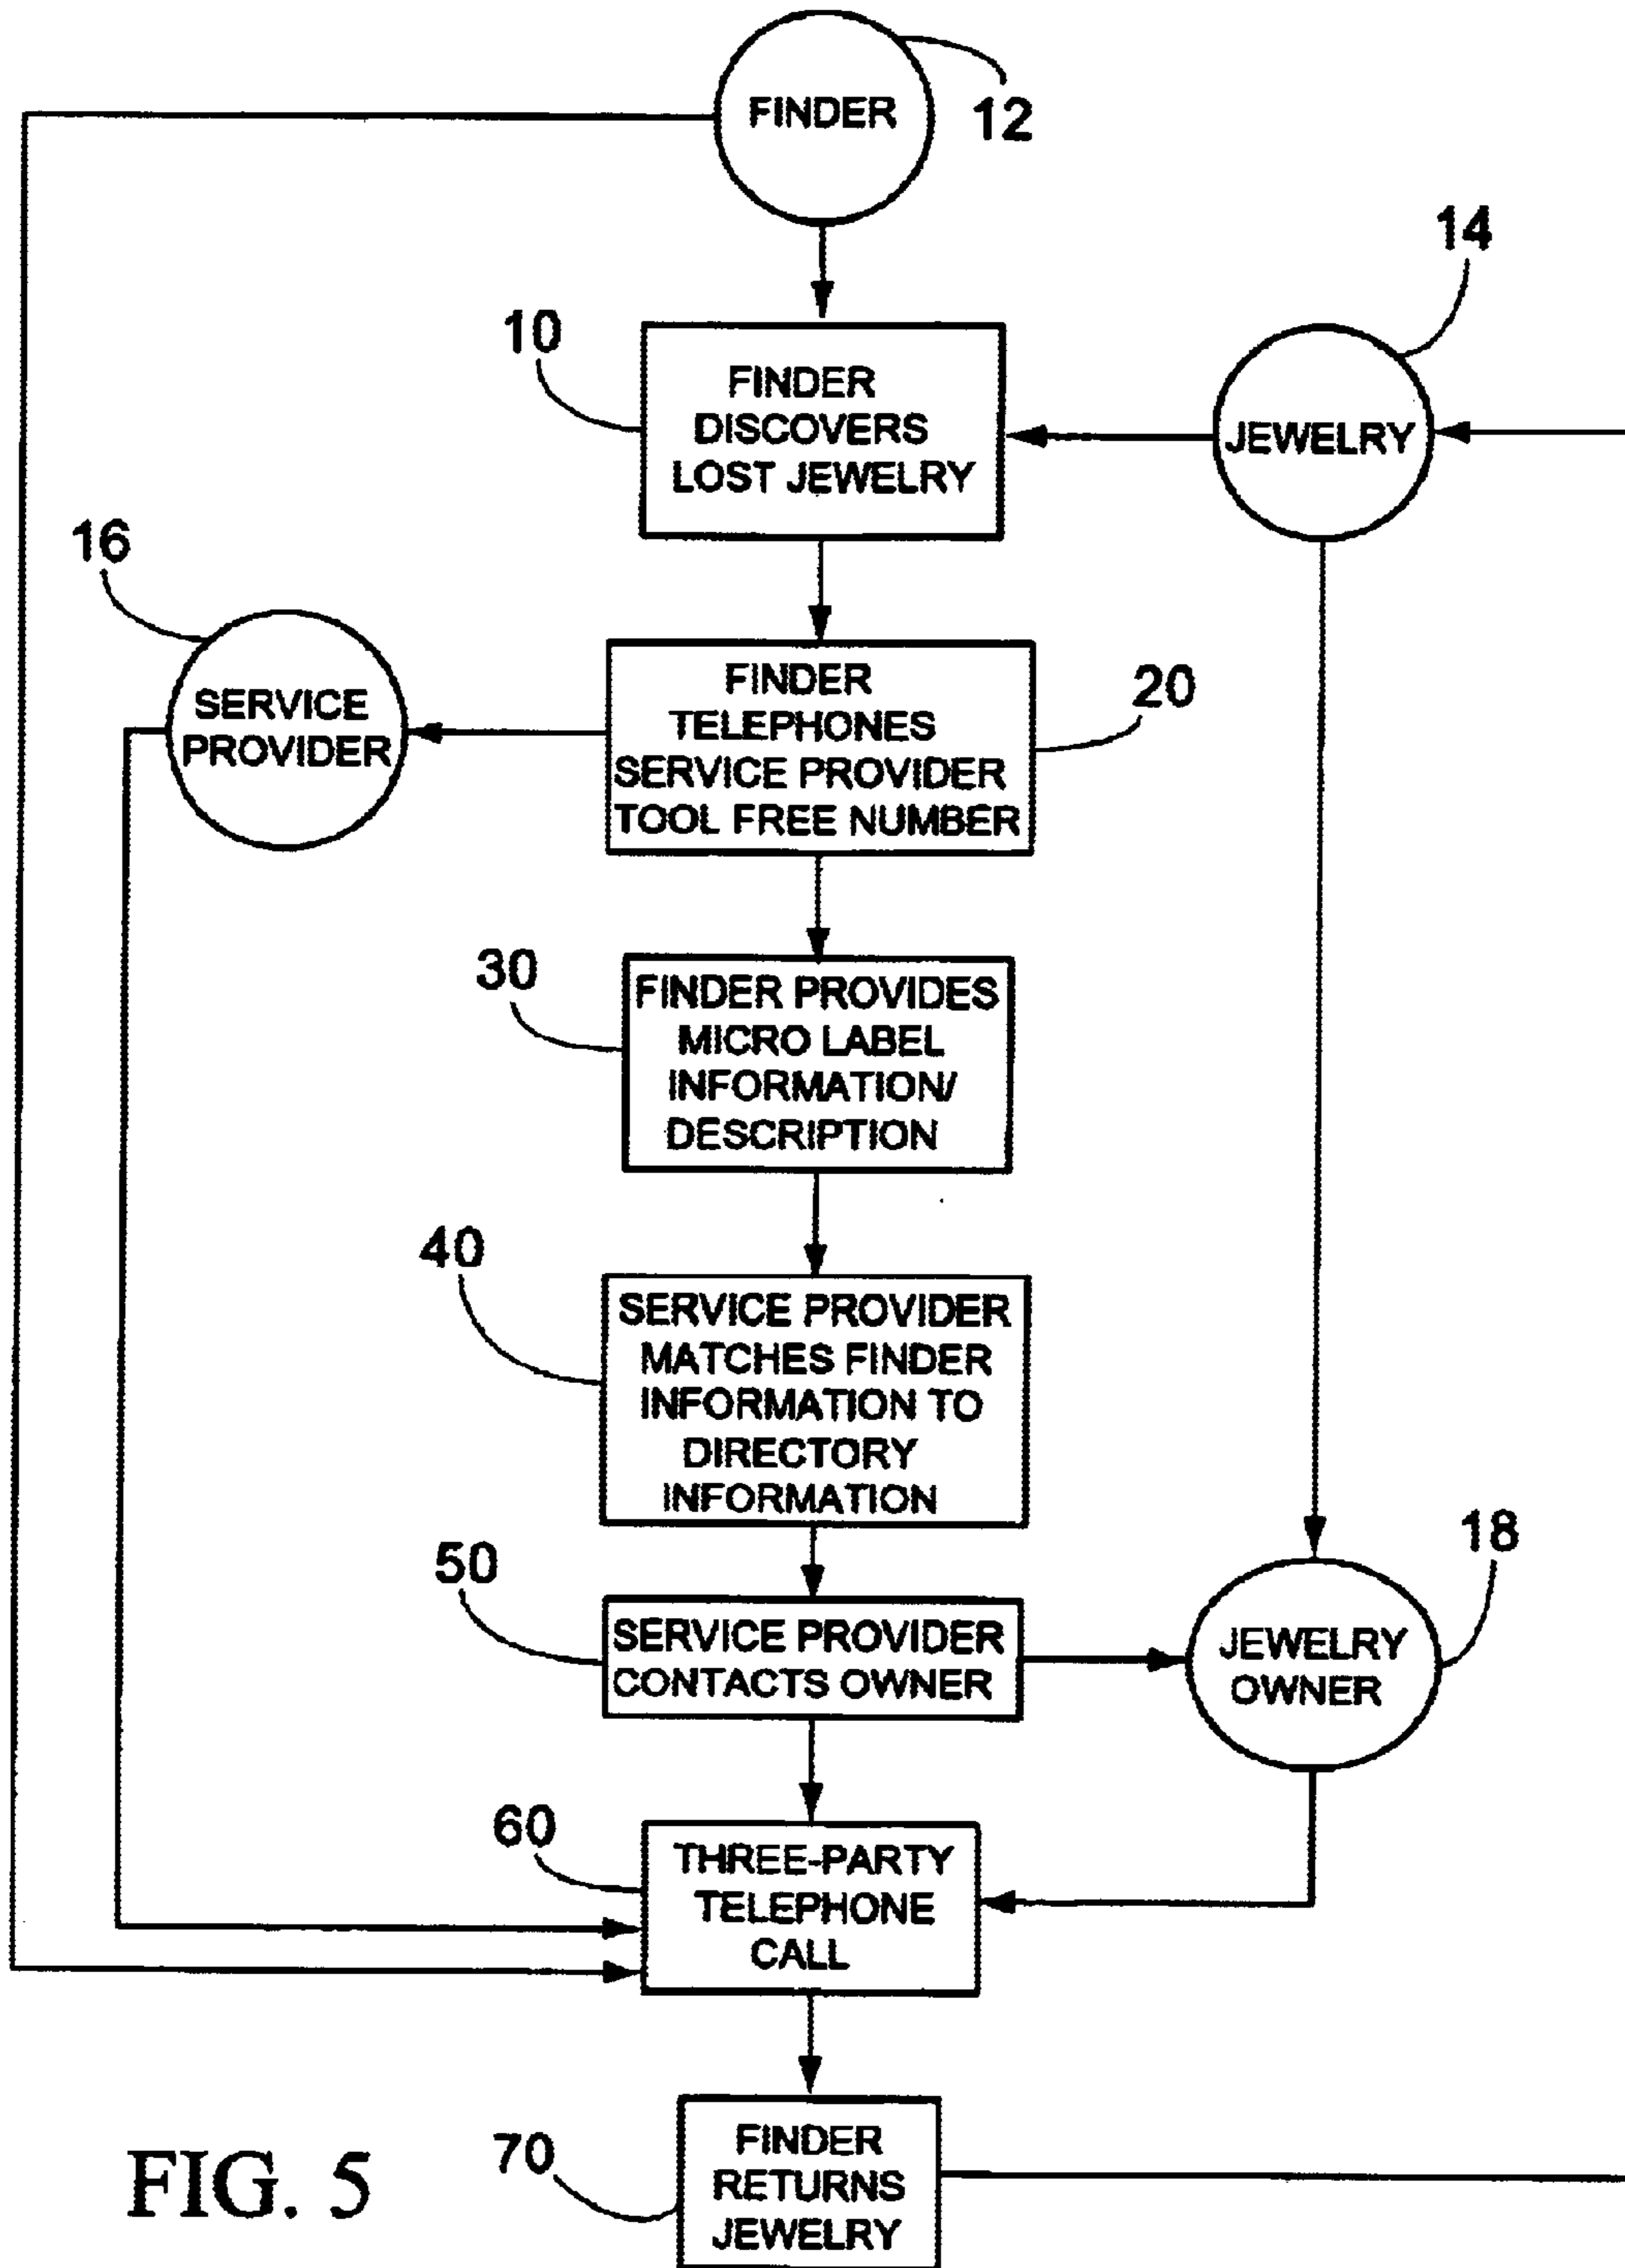 FINDER
12
14
10
FINDER
DISCOVERS
LOST JEWELRY
JEWELRY
16
SERVICE
PROVIDER
FINDER
TELEPHONES
SERVICE PROVIDER
TOOL FREE NUMBER
20
30
FINDER PROVIDES
MICRO LABEL
INFORMATION/
DESCRIPTION
40
SERVICE PROVIDER
MATCHES FINDER
INFORMATION TO
DIRECTORY
INFORMATION
50
SERVICE PROVIDER
CONTACTS OWNER
18
JEWELRY
OWNER
60
THREE-PARTY
TELEPHONE
CALL
70
FINDER
RETURNS
JEWELRY
FIG. 5